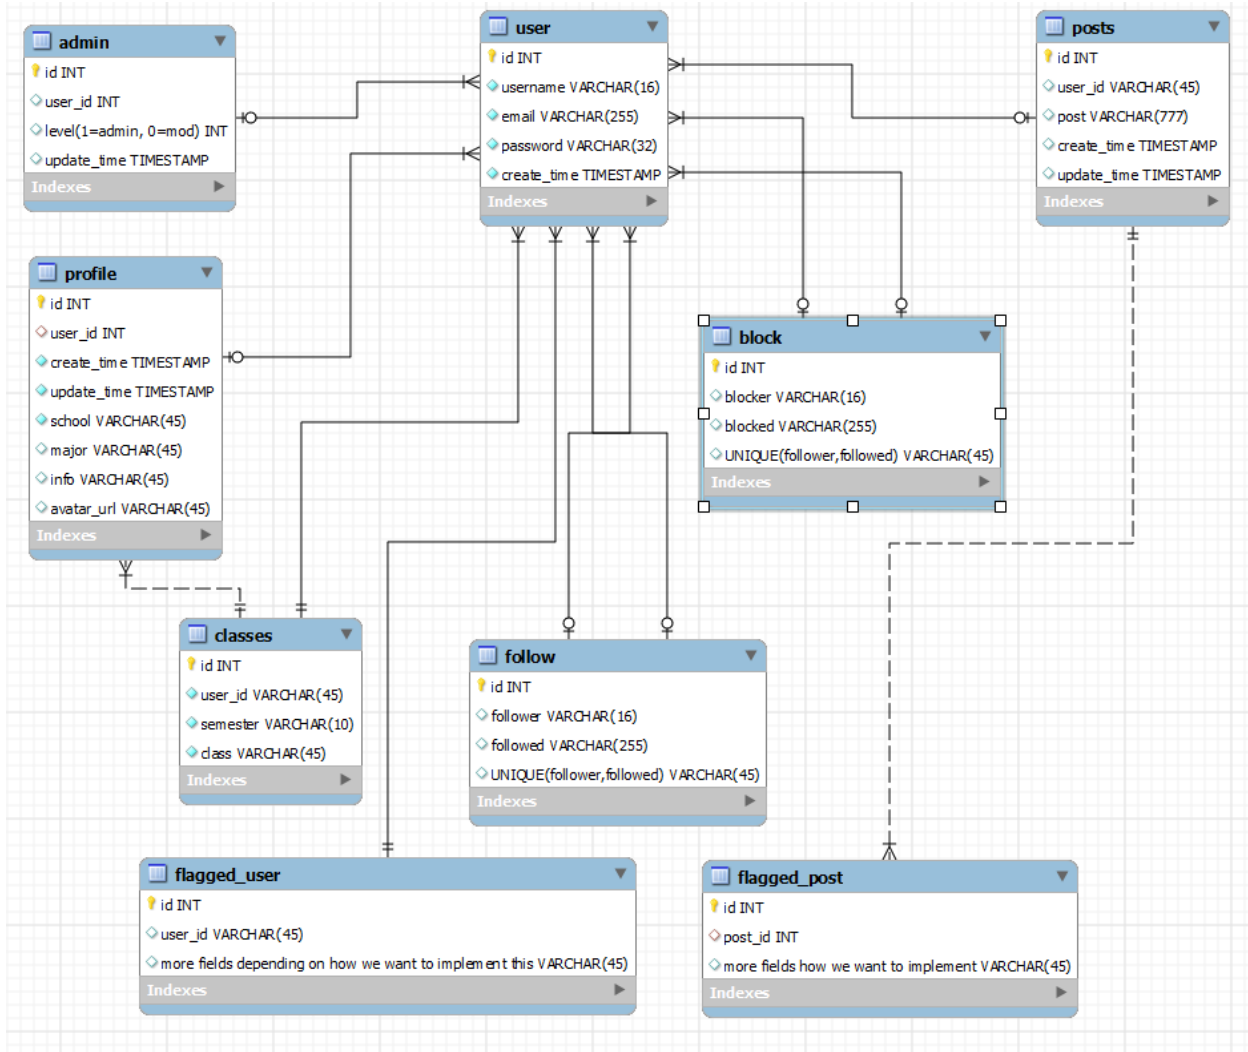 admin
id INT
user_id INT
level(1=admin, 0=mod) INT
update_time TIMESTAMP
Indexes
user
id INT
username VARCHAR(16)
email VARCHAR(255)
password VARCHAR(32)
create_time TIMESTAMP
Indexes
posts
id INT
user_id VARCHAR(45)
post VARCHAR(777)
create_time TIMESTAMP
update_time TIMESTAMP
Indexes
profile
id INT
user_id INT
create_time TIMESTAMP
update_time TIMESTAMP
school VARCHAR(45)
major VARCHAR(45)
info VARCHAR(45)
avatar_url VARCHAR(45)
Indexes
block
id INT
blocker VARCHAR(16)
blocked VARCHAR(255)
UNIQUE(follower,followed) VARCHAR(45)
Indexes
classes
id INT
user_id VARCHAR(45)
semester VARCHAR(10)
class VARCHAR(45)
Indexes
follow
id INT
follower VARCHAR(16)
followed VARCHAR(255)
UNIQUE(follower,followed) VARCHAR(45)
Indexes
flagged_user
id INT
user_id VARCHAR(45)
more fields depending on how we want to implement this VARCHAR(45)
Indexes
flagged_post
id INT
post_id INT
more fields how we want to implement VARCHAR(45)
Indexes